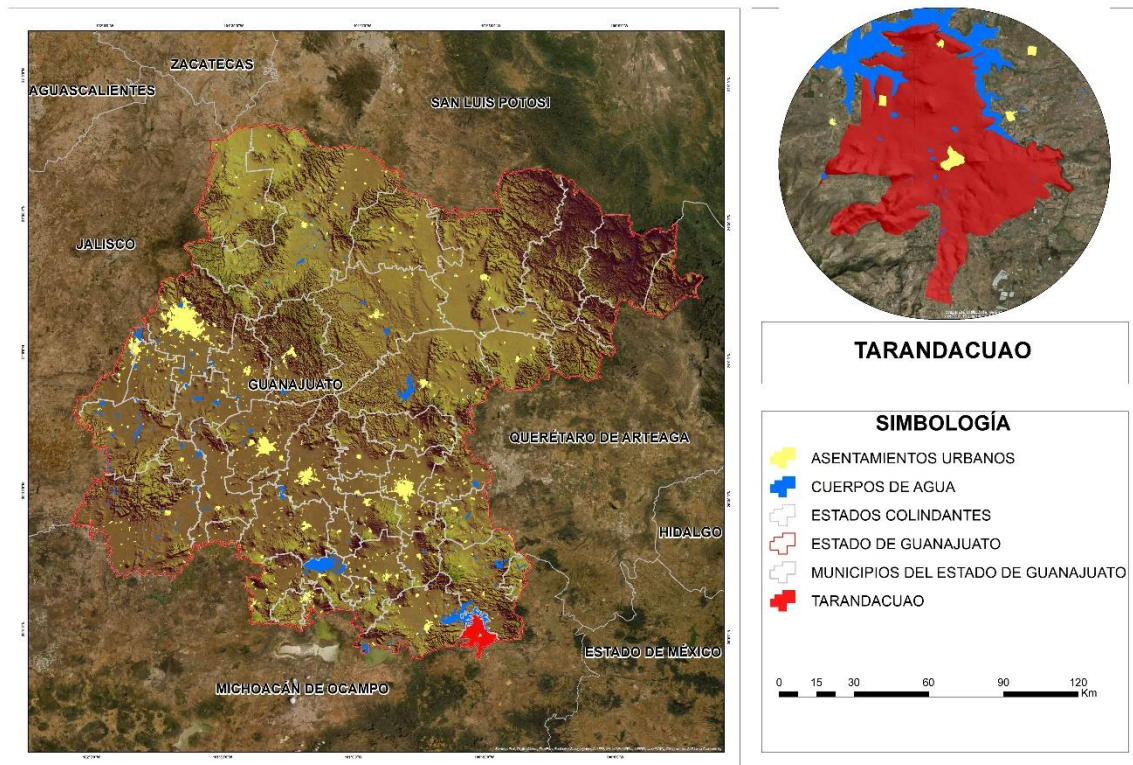 ZACATECAS
AGUASCALIENTES
SAN LUIS POTOSI
JALISCO
GUANAJUATO
QUERÉTARO DE ARTEAGA
HIDALGO
ESTADO DE MÉXICO
MICHOACÁN DE OCAMPO
TARANDACUAO
SIMBOLOGÍA
ASENTAMIENTOS URBANOS
CUERPOS DE AGUA
ESTADOS COLINDANTES
ESTADO DE GUANAJUATO
MUNICIPIOS DEL ESTADO DE GUANAJUATO
TARANDACUAO
0 15 30 60 90 120
Km